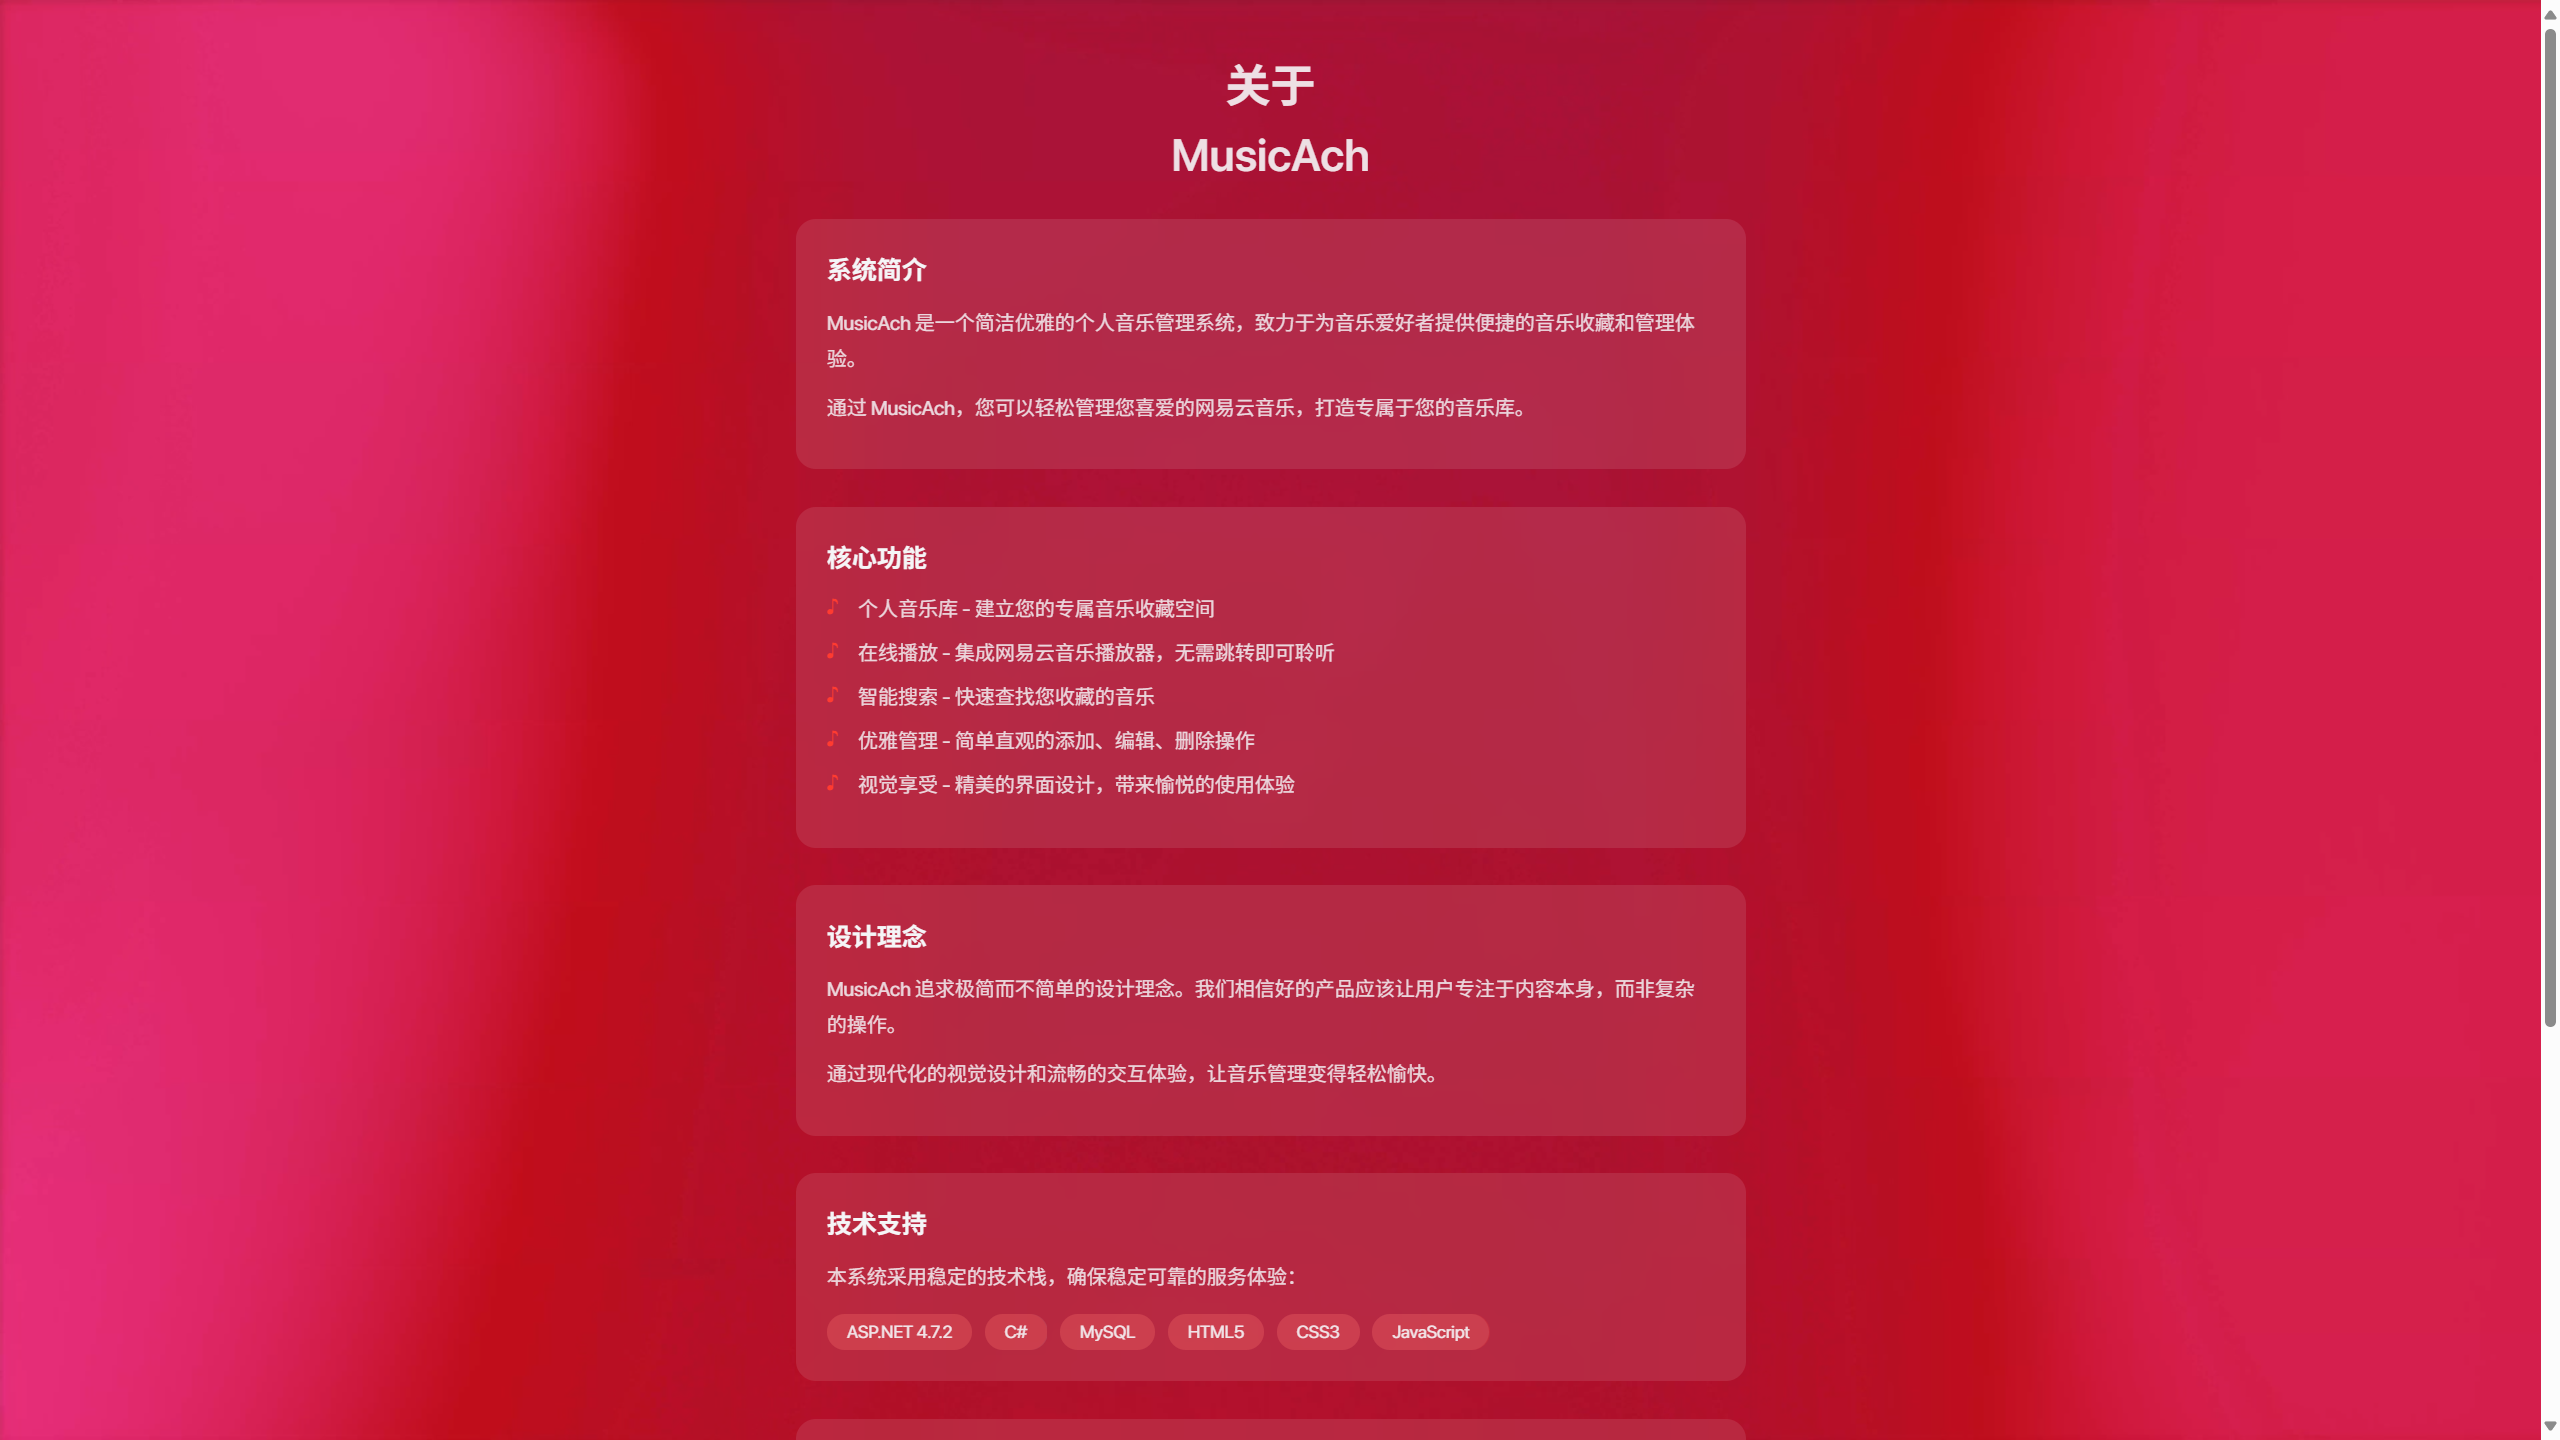 关于
MusicAch
系统简介
MusicAch 是一个简洁优雅的个人音乐管理系统，致力于为音乐爱好者提供便捷的音乐收藏和管理体
验。
通过 MusicAch，您可以轻松管理您喜爱的网易云音乐，打造专属于您的音乐库。
核心功能
♪ 个人音乐库 - 建立您的专属音乐收藏空间
♪ 在线播放 - 集成网易云音乐播放器，无需跳转即可聆听
♪ 智能搜索 - 快速查找您收藏的音乐
♪ 优雅管理 - 简单直观的添加、编辑、删除操作
♪ 视觉享受 - 精美的界面设计，带来愉悦的使用体验
设计理念
MusicAch 追求极简而不简单的设计理念。我们相信好的产品应该让用户专注于内容本身，而非复杂
的操作。
通过现代化的视觉设计和流畅的交互体验，让音乐管理变得轻松愉快。
技术支持
本系统采用稳定的技术栈，确保稳定可靠的服务体验：
ASP.NET 4.7.2 C# MySQL HTML5 CSS3 JavaScript